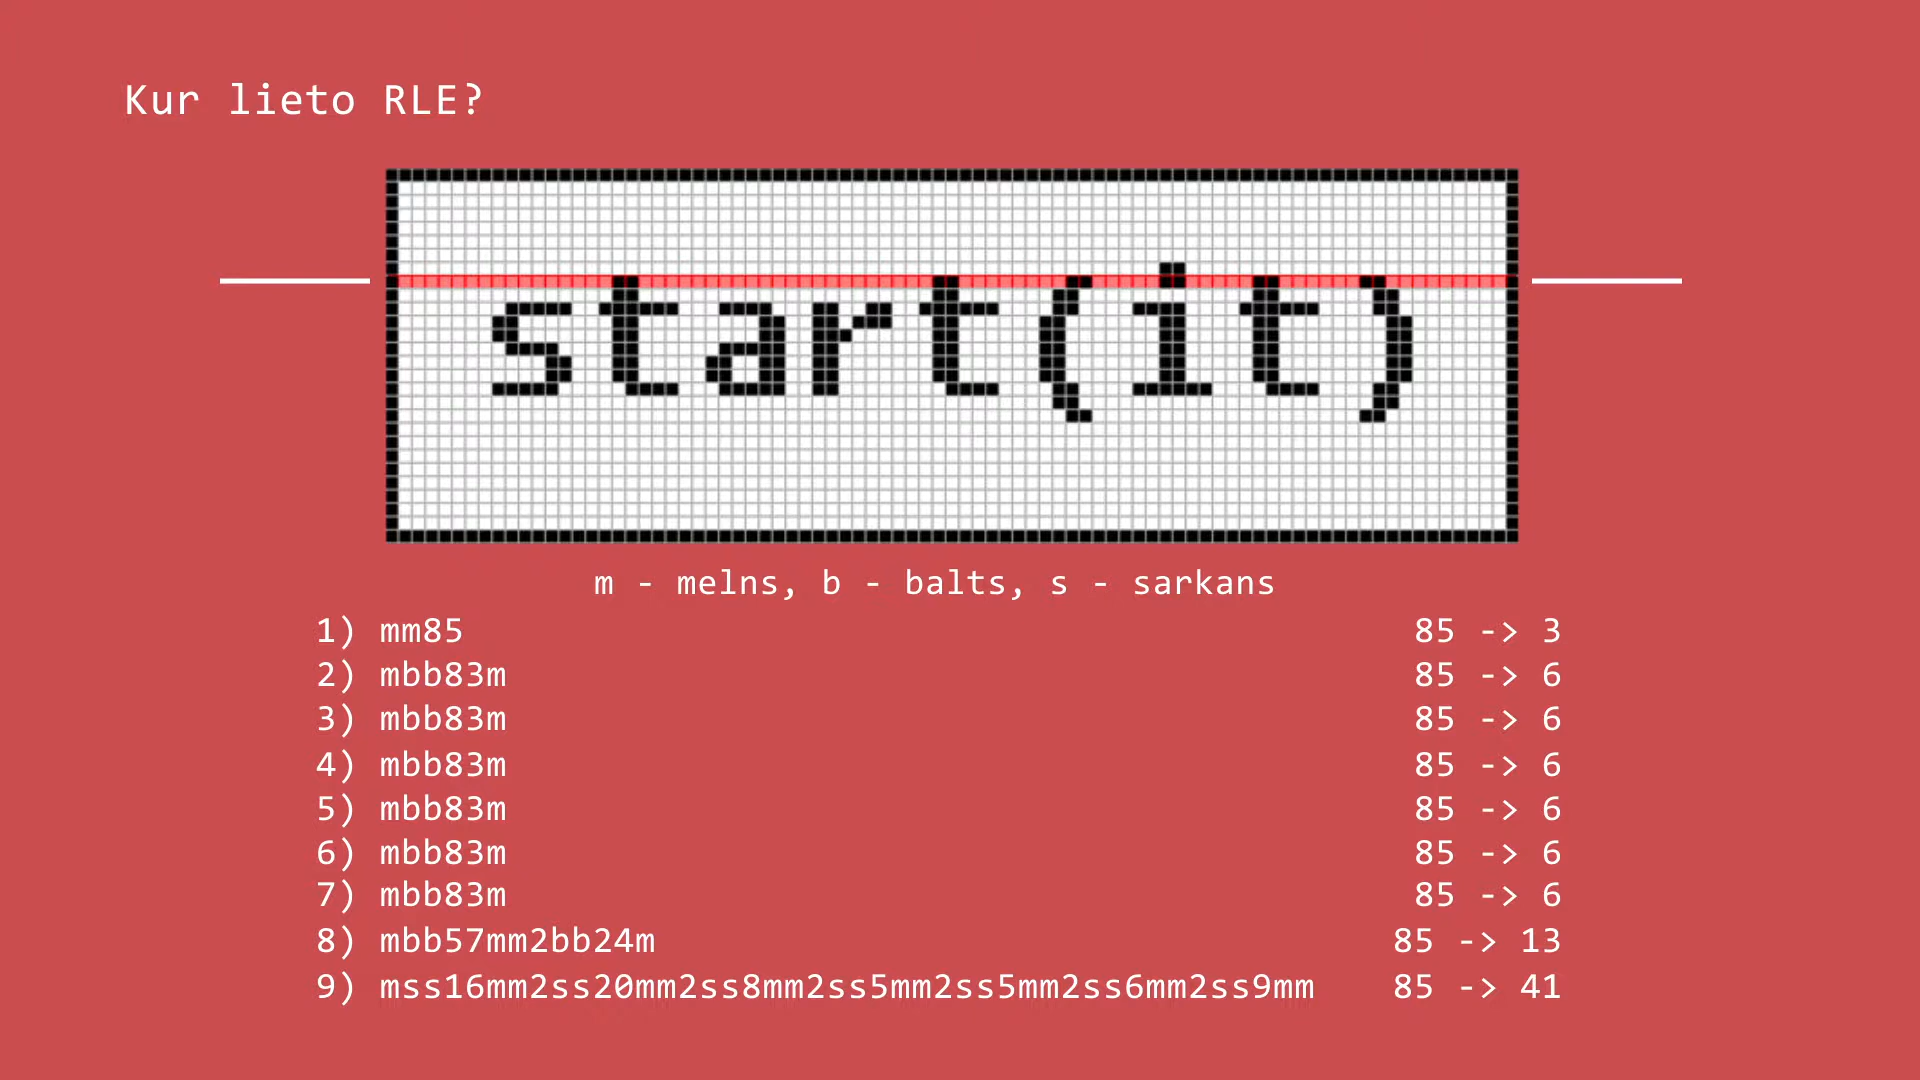 Kur lieto RLE?
start(it)
m - melns, b - balts, s - sarkans
1) mm85 85 -> 3
2) mbb83m 85 -> 6
3) mbb83m 85 -> 6
4) mbb83m 85 -> 6
5) mbb83m 85 -> 6
6) mbb83m 85 -> 6
7) mbb83m 85 -> 6
8) mbb57mm2bb24m 85 -> 13
9) mss16mm2ss20mm2ss8mm2ss5mm2ss5mm2ss6mm2ss9mm 85 -> 41